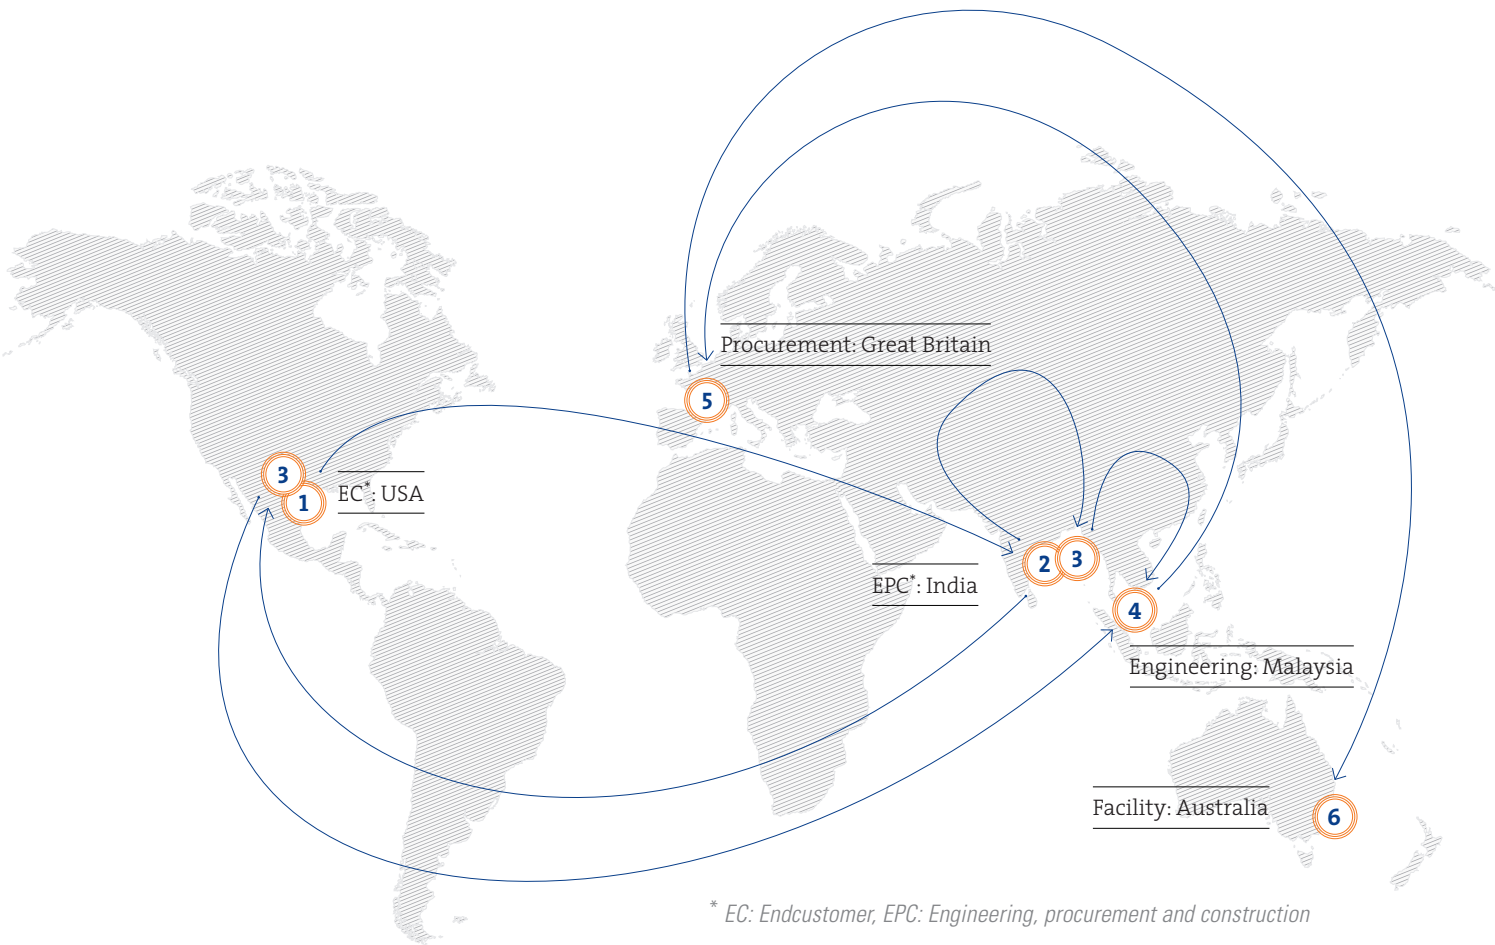 Procurement: Great Britain
5
3
1
EC*: USA
2
3
EPC*: India
4
Engineering: Malaysia
Facility: Australia
6
* EC: Endcustomer, EPC: Engineering, procurement and construction